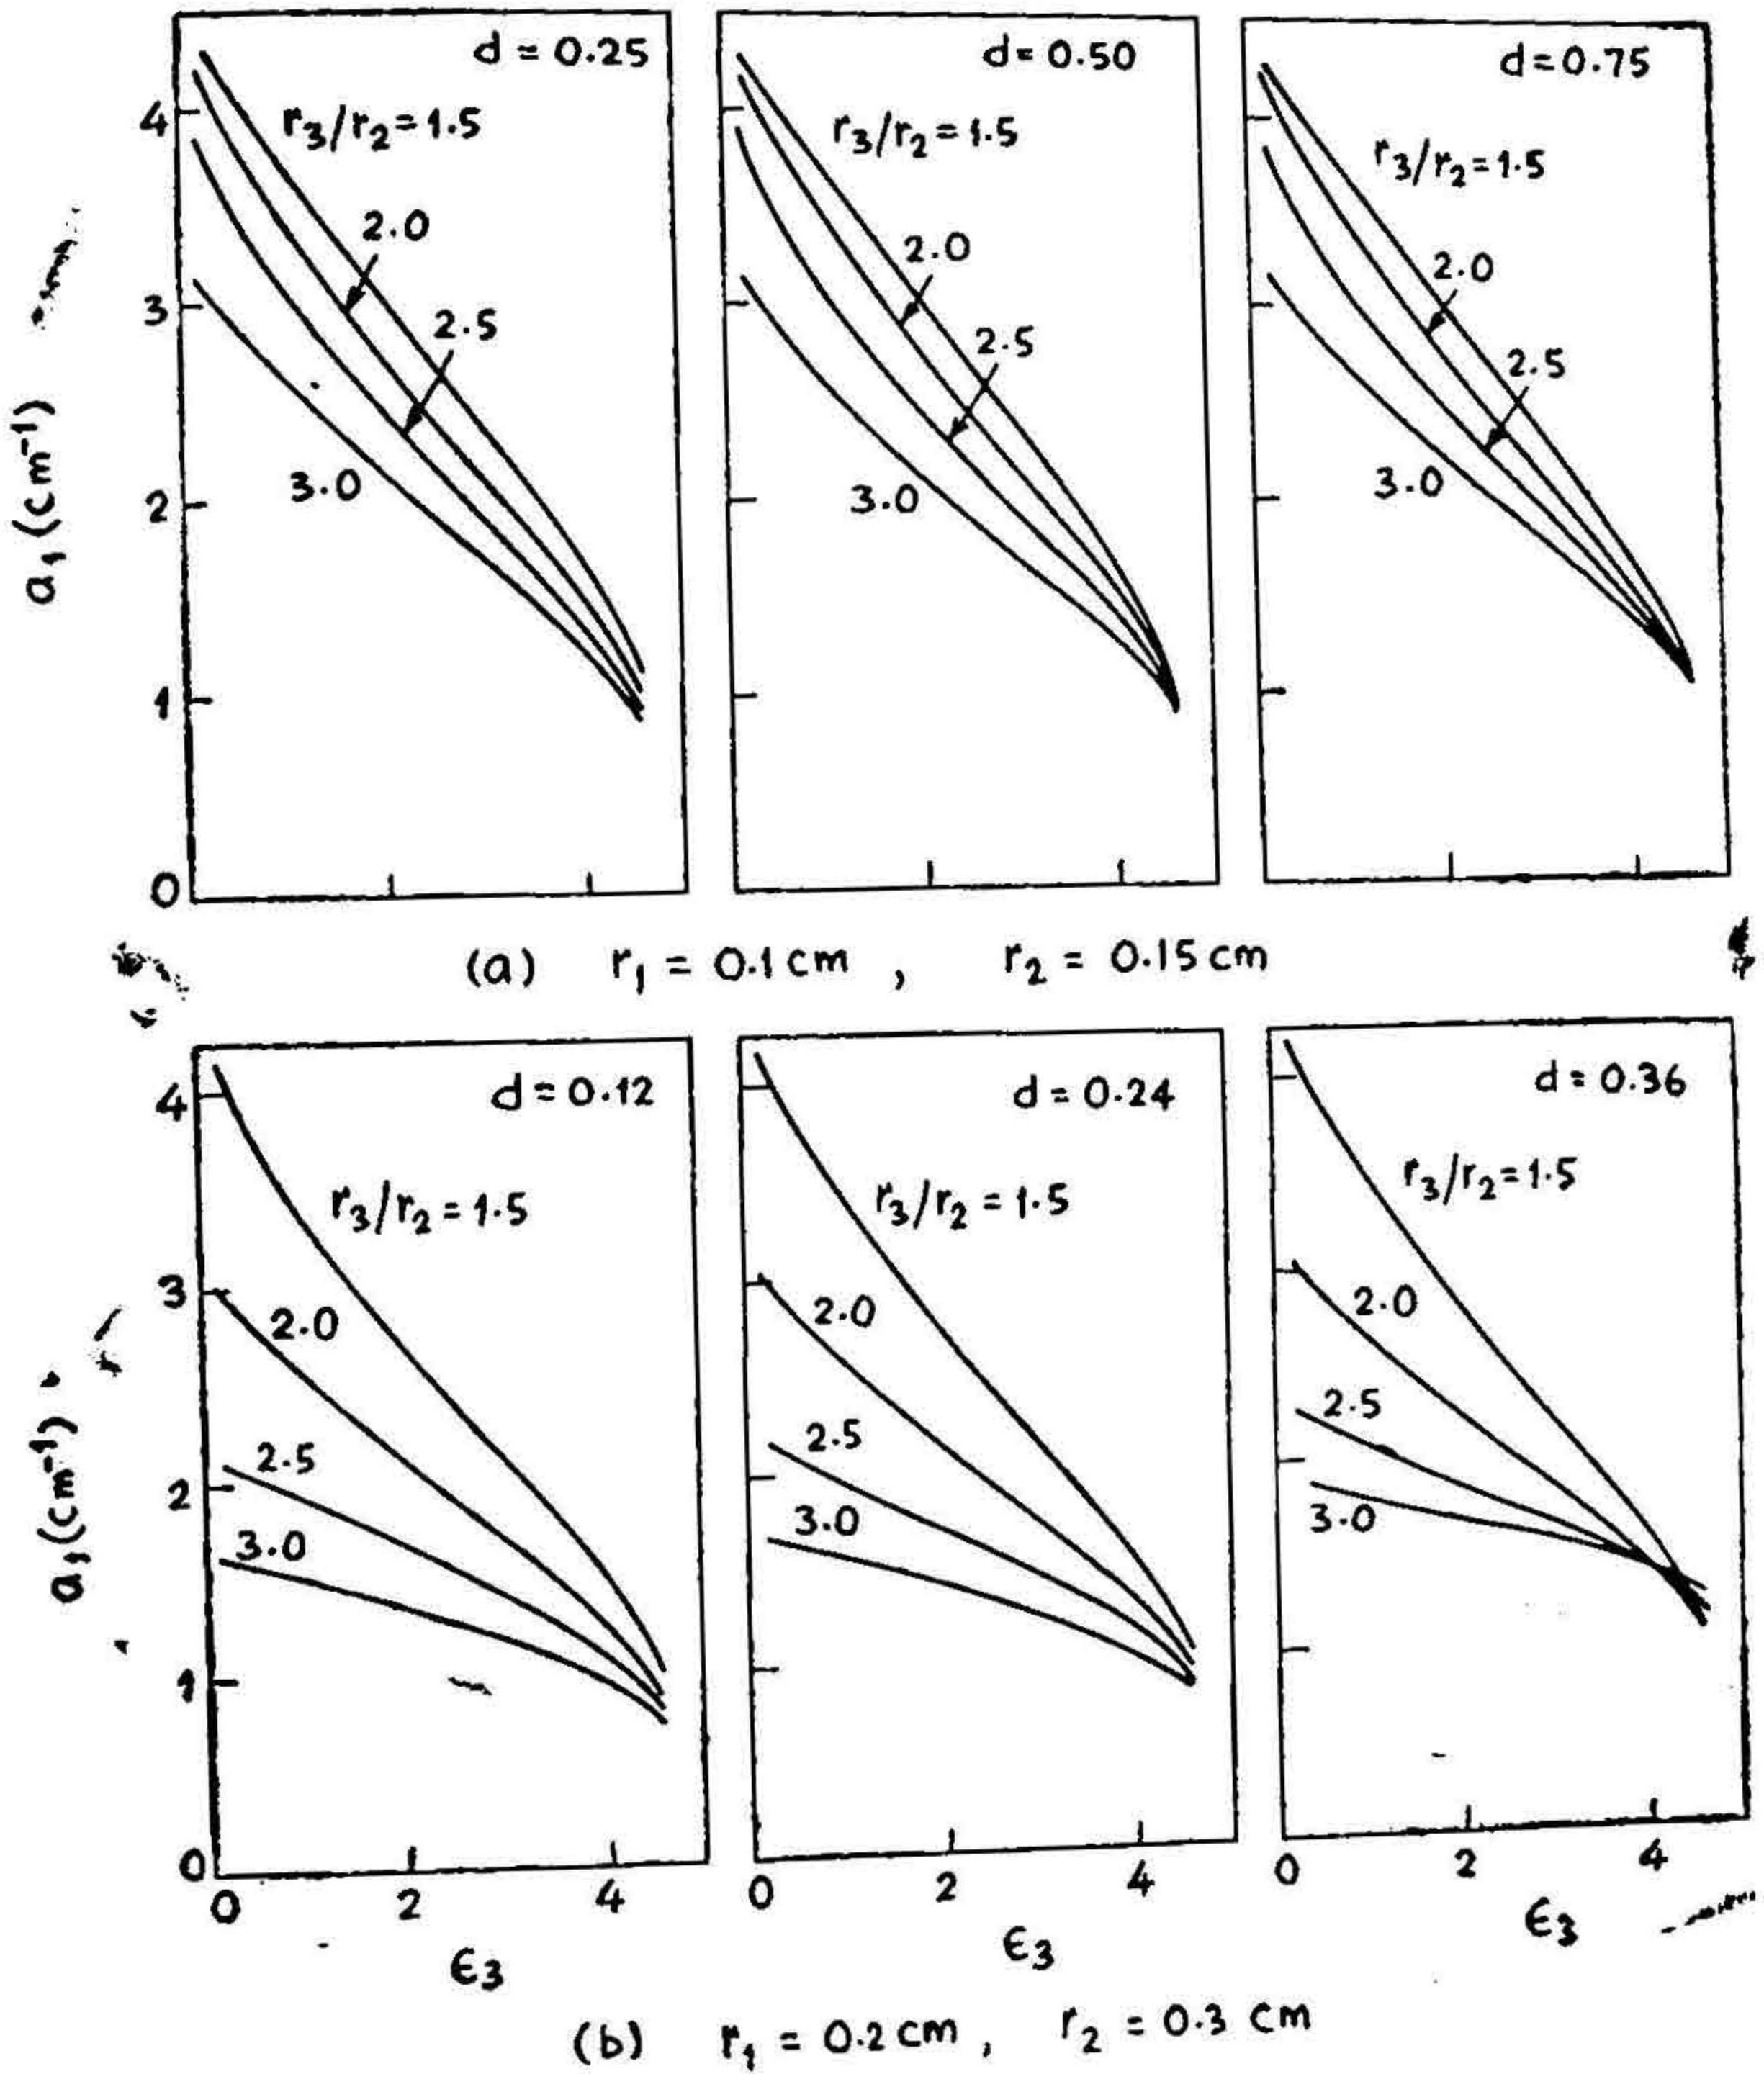 d = 0.25
d = 0.50
d = 0.75
r₃/r₂ = 1.5
r₃/r₂ = 1.5
r₃/r₂ = 1.5
2.0
2.0
2.0
2.5
2.5
2.5
3.0
3.0
3.0
4
3
2
1
0
a, (cm⁻¹)
(a) r₁ = 0.1 cm , r₂ = 0.15 cm
d = 0.12
d = 0.24
d = 0.36
r₃/r₂ = 1.5
r₃/r₂ = 1.5
r₃/r₂ = 1.5
2.0
2.0
2.0
2.5
2.5
2.5
3.0
3.0
3.0
4
3
2
1
0
a, (cm⁻¹)
0 2 4
0 2 4
0 2 4
ϵ₃
ϵ₃
ϵ₃
(b) r₁ = 0.2 cm , r₂ = 0.3 cm